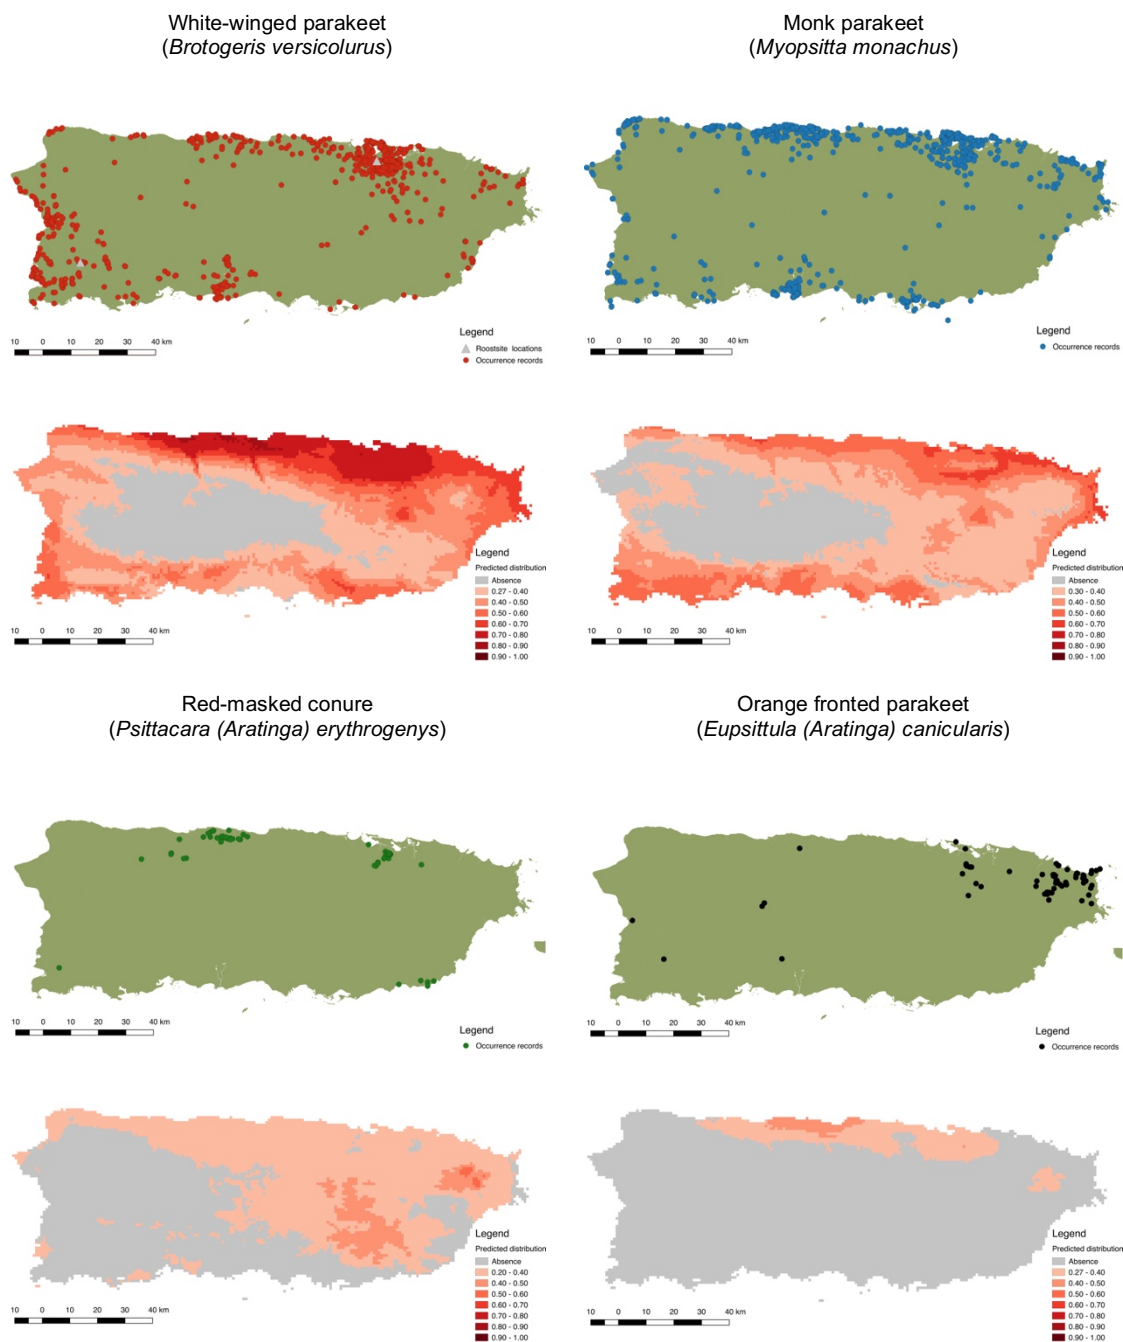 White-winged parakeet
(Brotogeris versicolurus)
Monk parakeet
(Myopsitta monachus)
10 0 10 20 30 40 km
Legend
Roostsite locations
Occurrence records
10 0 10 20 30 40 km
Legend
Occurrence records
Legend
Predicted distribution
Absence
0.27 - 0.40
0.40 - 0.50
0.50 - 0.60
0.60 - 0.70
0.70 - 0.80
0.80 - 0.90
0.90 - 1.00
10 0 10 20 30 40 km
Legend
Predicted distribution
Absence
0.30 - 0.40
0.40 - 0.50
0.50 - 0.60
0.60 - 0.70
0.70 - 0.80
0.80 - 0.90
0.90 - 1.00
10 0 10 20 30 40 km
Red-masked conure
(Psittacara (Aratinga) erythrogenys)
Orange fronted parakeet
(Eupsittula (Aratinga) canicularis)
10 0 10 20 30 40 km
Legend
Occurrence records
10 0 10 20 30 40 km
Legend
Occurrence records
Legend
Predicted distribution
Absence
0.20 - 0.40
0.40 - 0.50
0.50 - 0.60
0.60 - 0.70
0.70 - 0.80
0.80 - 0.90
0.90 - 1.00
10 0 10 20 30 40 km
Legend
Predicted distribution
Absence
0.27 - 0.40
0.40 - 0.50
0.50 - 0.60
0.60 - 0.70
0.70 - 0.80
0.80 - 0.90
0.90 - 1.00
10 0 10 20 30 40 km